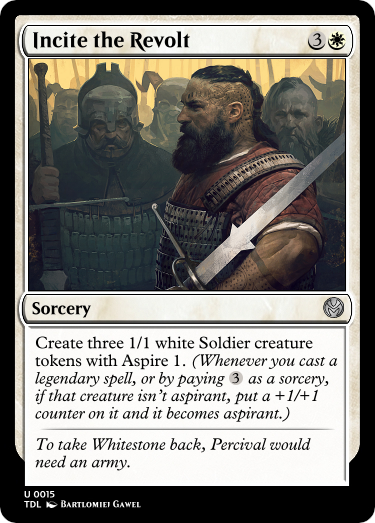 Incite the Revolt 3
Sorcery
Create three 1/1 white Soldier creature
tokens with Aspire 1. (Whenever you cast a
legendary spell, or by paying 3 as a sorcery,
if that creature isn't aspirant, put a +1/+1
counter on it and it becomes aspirant.)
To take Whitestone back, Percival would
need an army.
U 0015
TDL Bartlomiej Gawel